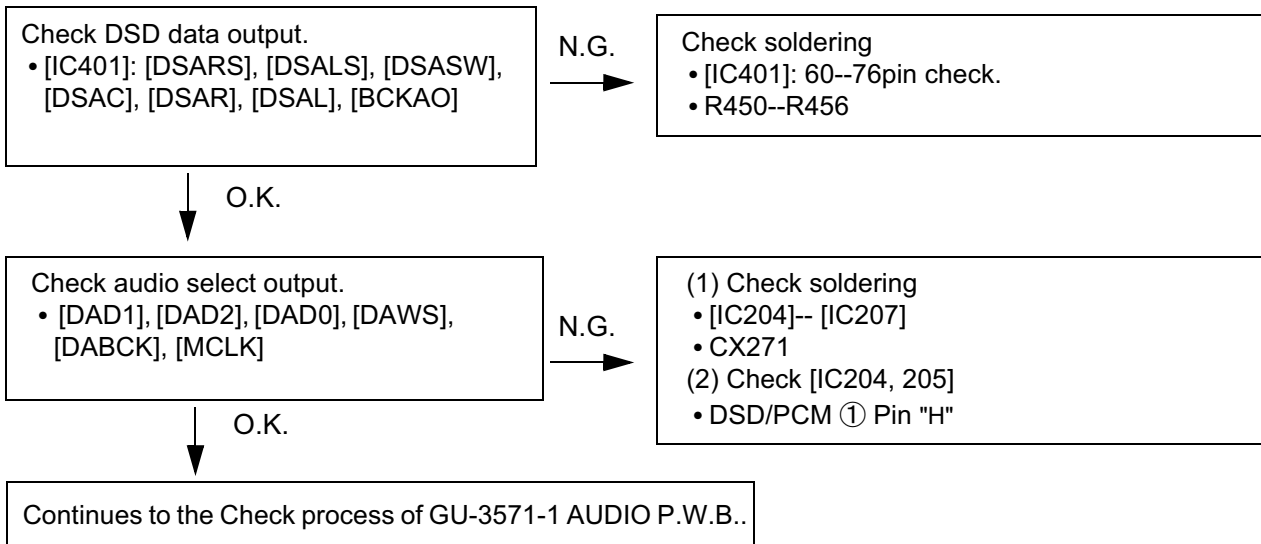 Check DSD data output.
• [IC401]: [DSARS], [DSALS], [DSASW],
[DSAC], [DSAR], [DSAL], [BCKAO]
N.G.
Check soldering
• [IC401]: 60--76pin check.
• R450--R456
O.K.
Check audio select output.
• [DAD1], [DAD2], [DAD0], [DAWS],
[DABCK], [MCLK]
N.G.
(1) Check soldering
• [IC204]-- [IC207]
• CX271
(2) Check [IC204, 205]
• DSD/PCM ① Pin "H"
O.K.
Continues to the Check process of GU-3571-1 AUDIO P.W.B..